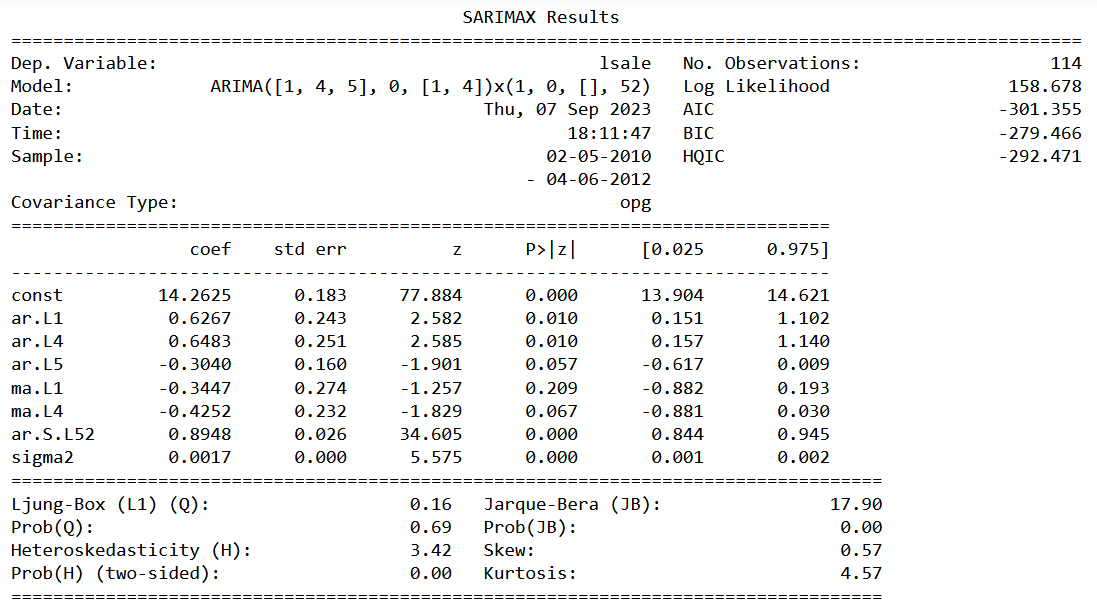 SARIMAX Results
==============================================================================================
Dep. Variable: lsale No. Observations: 114
Model: ARIMA([1, 4, 5], 0, [1, 4])x(1, 0, [], 52) Log Likelihood 158.678
Date: Thu, 07 Sep 2023 AIC -301.355
Time: 18:11:47 BIC -279.466
Sample: 02-05-2010 HQIC -292.471
- 04-06-2012
Covariance Type: opg
==============================================================================
coef std err z P>|z| [0.025 0.975]
------------------------------------------------------------------------------
const 14.2625 0.183 77.884 0.000 13.904 14.621
ar.L1 0.6267 0.243 2.582 0.010 0.151 1.102
ar.L4 0.6483 0.251 2.585 0.010 0.157 1.140
ar.L5 -0.3040 0.160 -1.901 0.057 -0.617 0.009
ma.L1 -0.3447 0.274 -1.257 0.209 -0.882 0.193
ma.L4 -0.4252 0.232 -1.829 0.067 -0.881 0.030
ar.S.L52 0.8948 0.026 34.605 0.000 0.844 0.945
sigma2 0.0017 0.000 5.575 0.000 0.001 0.002
===================================================================================
Ljung-Box (L1) (Q): 0.16 Jarque-Bera (JB): 17.90
Prob(Q): 0.69 Prob(JB): 0.00
Heteroskedasticity (H): 3.42 Skew: 0.57
Prob(H) (two-sided): 0.00 Kurtosis: 4.57
===================================================================================